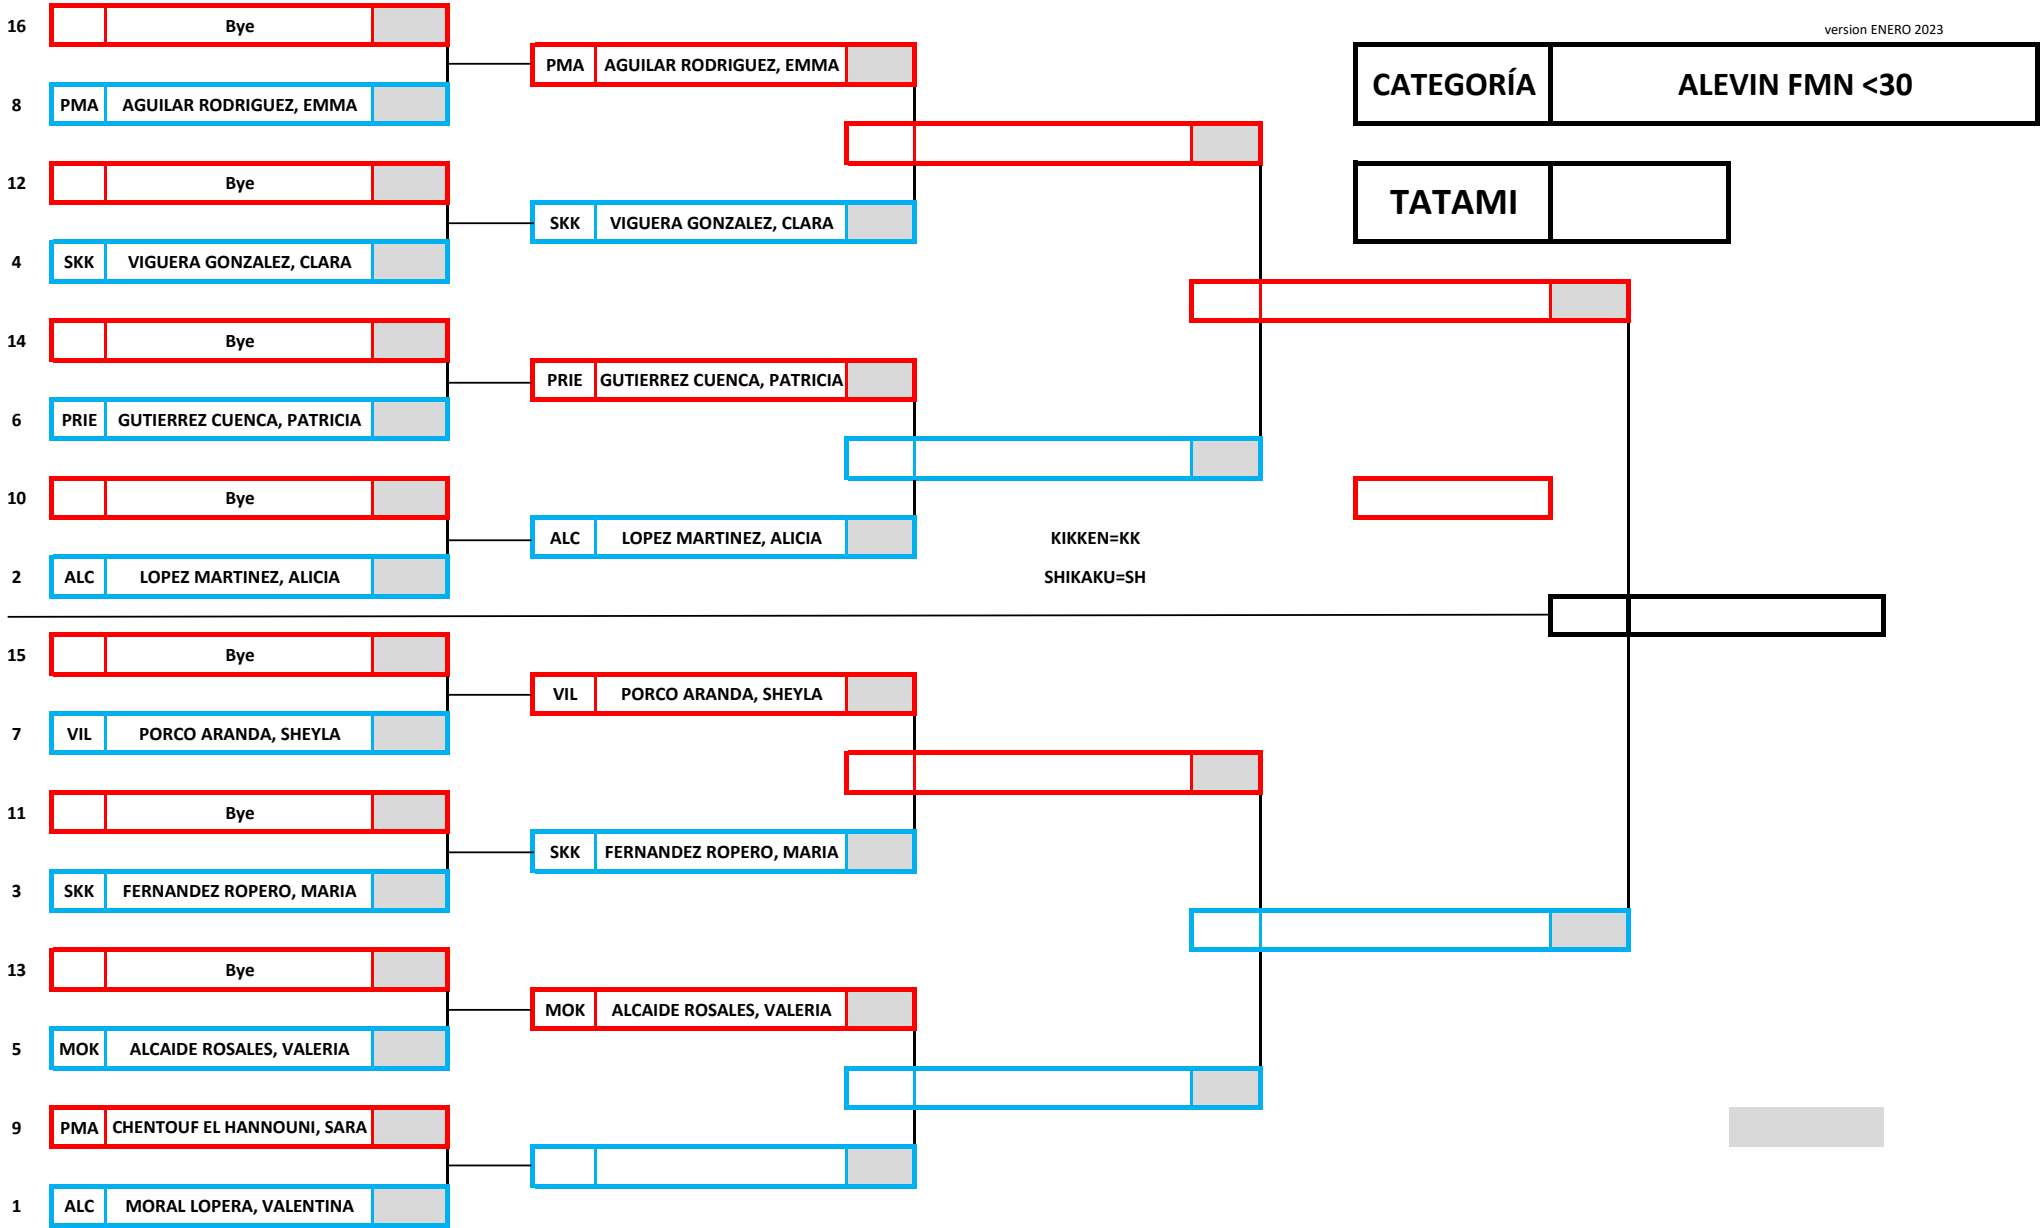 version ENERO 2023
CATEGORÍA ALEVIN FMN <30
TATAMI
16 Bye
PMA AGUILAR RODRIGUEZ, EMMA
8 PMA AGUILAR RODRIGUEZ, EMMA
12 Bye
SKK VIGUERA GONZALEZ, CLARA
4 SKK VIGUERA GONZALEZ, CLARA
14 Bye
PRIE GUTIERREZ CUENCA, PATRICIA
6 PRIE GUTIERREZ CUENCA, PATRICIA
10 Bye
ALC LOPEZ MARTINEZ, ALICIA
KIKKEN=KK
2 ALC LOPEZ MARTINEZ, ALICIA
SHIKAKU=SH
15 Bye
VIL PORCO ARANDA, SHEYLA
7 VIL PORCO ARANDA, SHEYLA
11 Bye
SKK FERNANDEZ ROPERO, MARIA
3 SKK FERNANDEZ ROPERO, MARIA
13 Bye
MOK ALCAIDE ROSALES, VALERIA
5 MOK ALCAIDE ROSALES, VALERIA
9 PMA CHENTOUF EL HANNOUNI, SARA
1 ALC MORAL LOPERA, VALENTINA